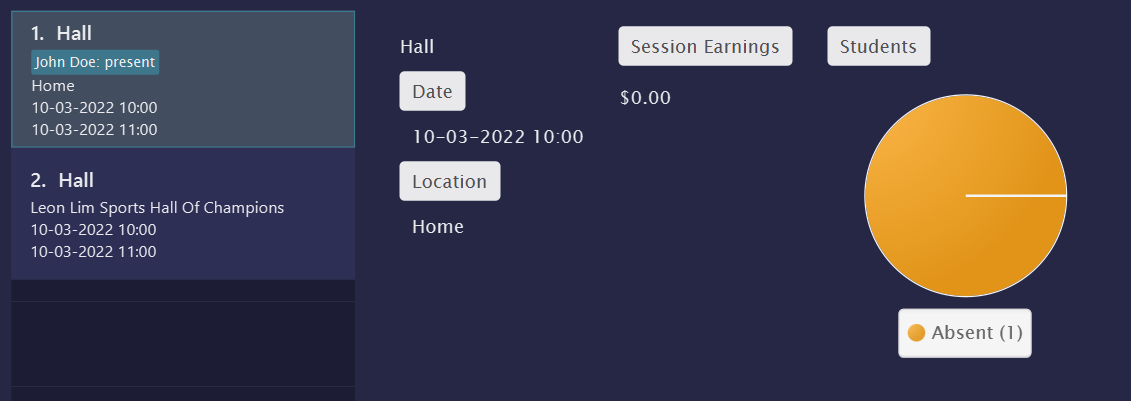 1. Hall
John Doe: present
Home
10-03-2022 10:00
10-03-2022 11:00
2. Hall
Leon Lim Sports Hall Of Champions
10-03-2022 10:00
10-03-2022 11:00
Hall
Date
10-03-2022 10:00
Location
Home
Session Earnings
$0.00
Students
Absent (1)